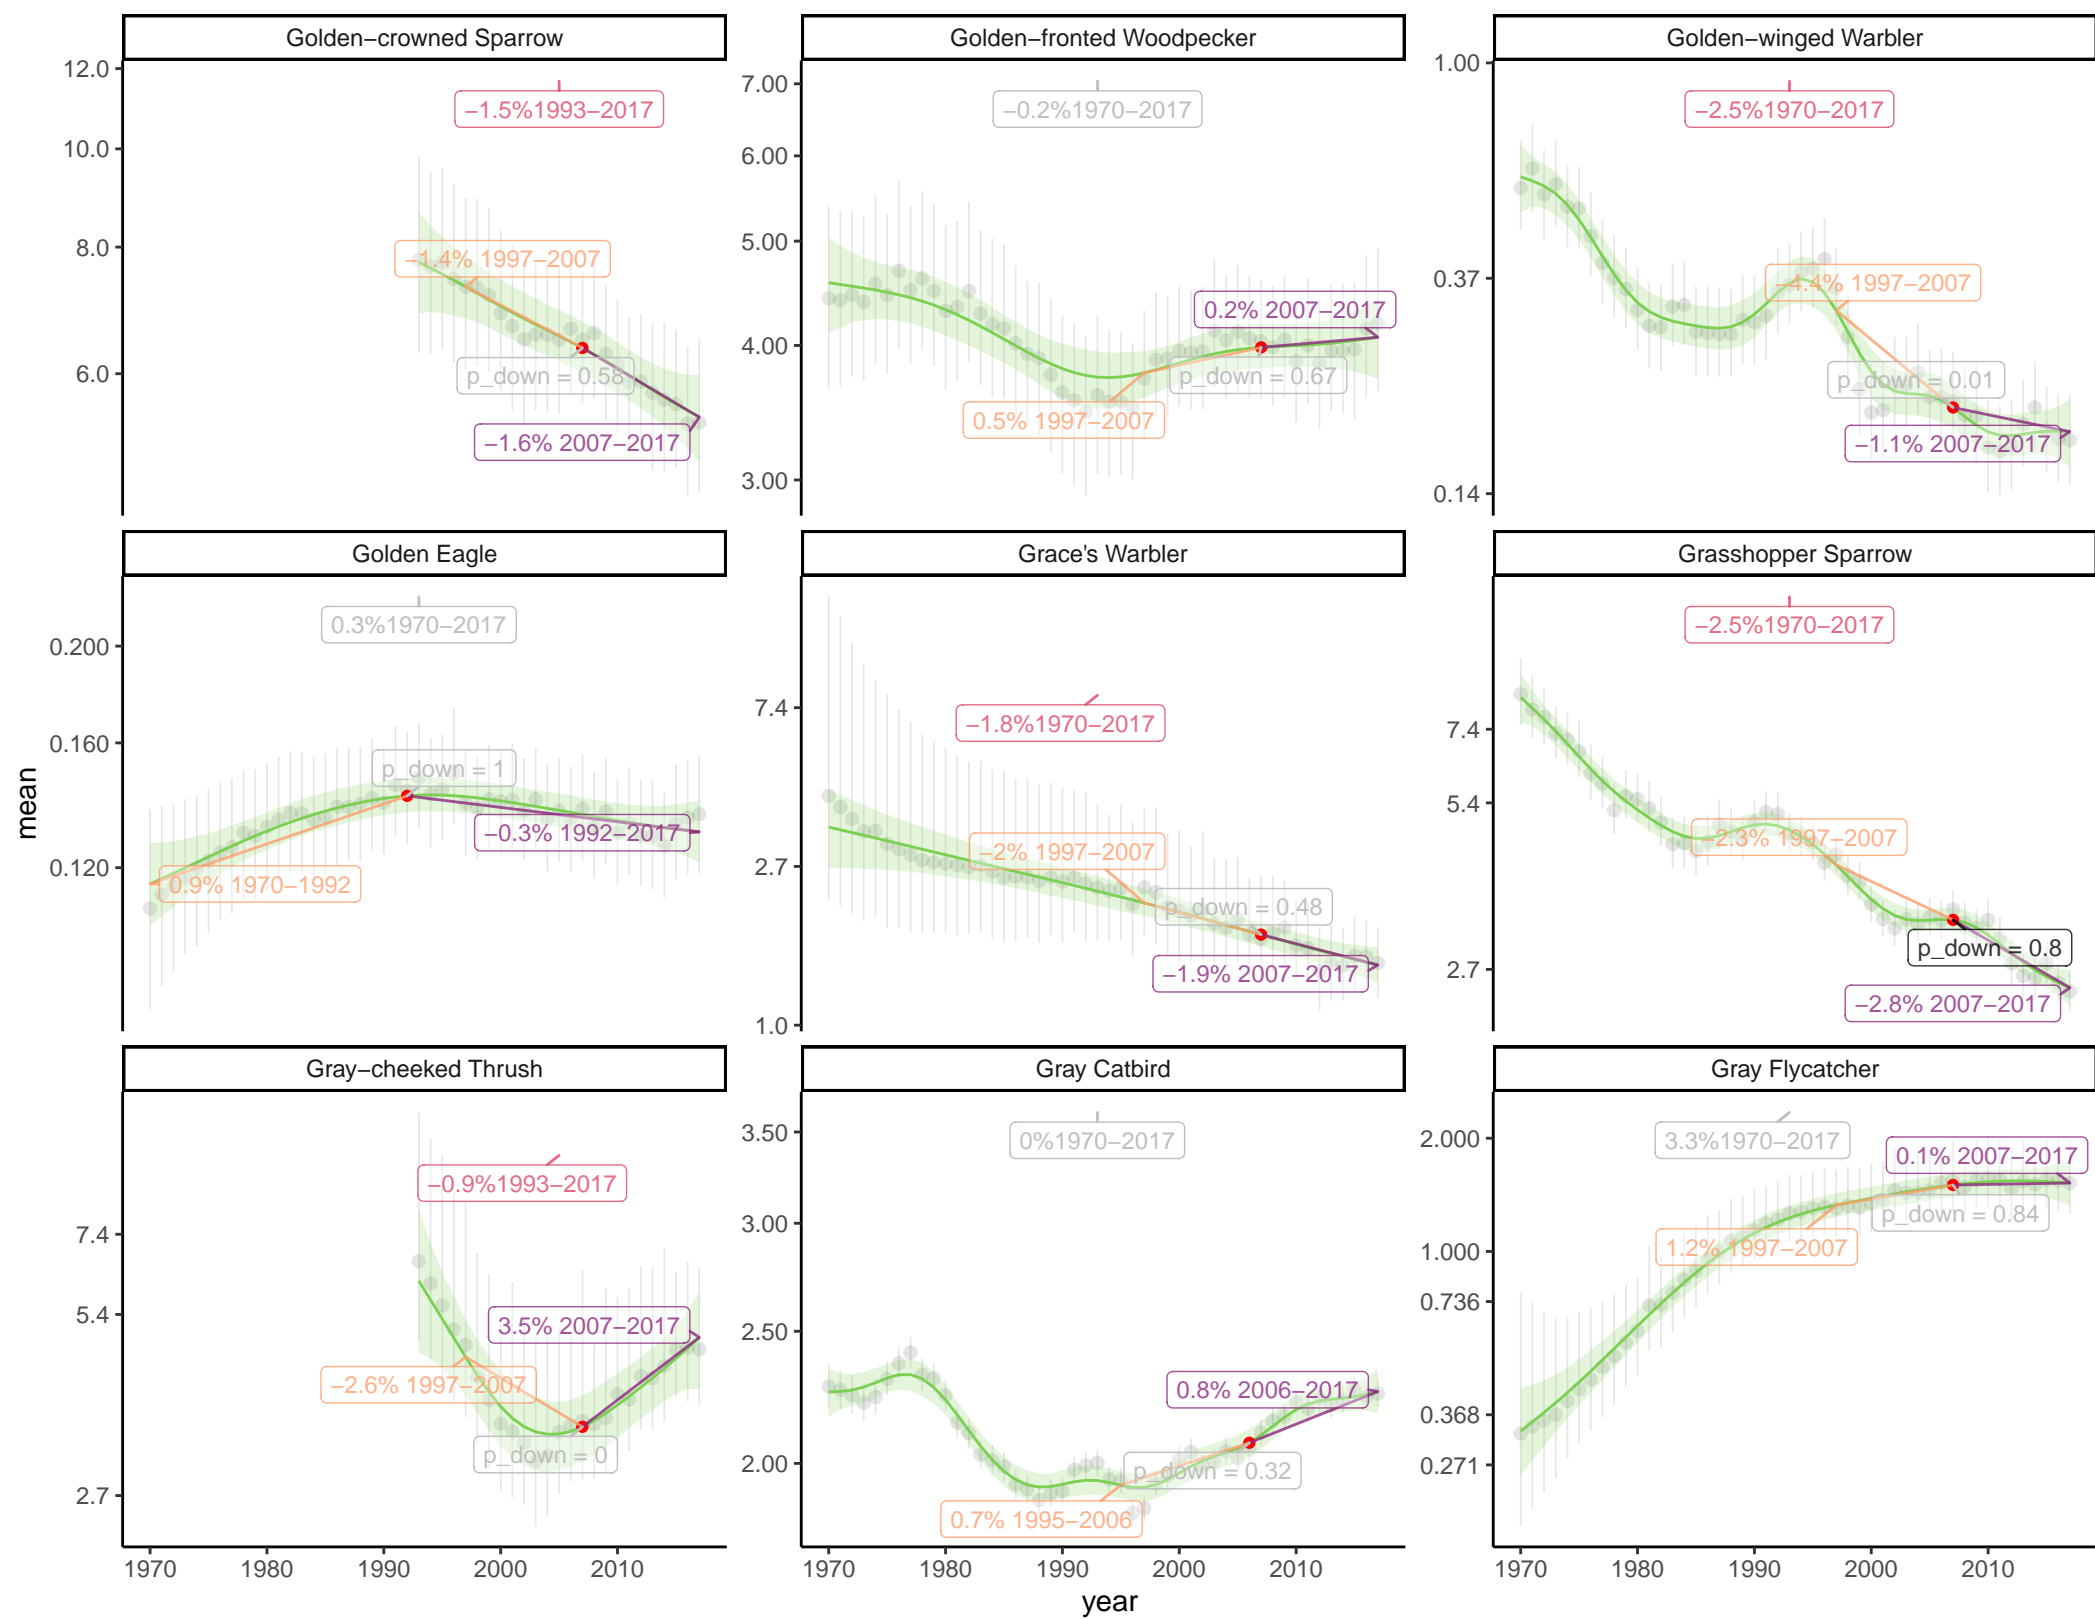 Golden−crowned Sparrow
12.0
10.0
8.0
6.0
−1.5%1993−2017
−1.4% 1997−2007
p_down = 0.58
−1.6% 2007−2017
Golden−fronted Woodpecker
7.00
6.00
5.00
4.00
3.00
−0.2%1970−2017
0.2% 2007−2017
p_down = 0.67
0.5% 1997−2007
Golden−winged Warbler
1.00
0.37
0.14
−2.5%1970−2017
−4.4% 1997−2007
p_down = 0.01
−1.1% 2007−2017
mean
Golden Eagle
0.200
0.160
0.120
0.3%1970−2017
p_down = 1
−0.3% 1992−2017
0.9% 1970−1992
Grace's Warbler
7.4
2.7
1.0
−1.8%1970−2017
−2% 1997−2007
p_down = 0.48
−1.9% 2007−2017
Grasshopper Sparrow
7.4
5.4
2.7
−2.5%1970−2017
−2.3% 1997−2007
p_down = 0.8
−2.8% 2007−2017
Gray−cheeked Thrush
7.4
5.4
2.7
−0.9%1993−2017
3.5% 2007−2017
−2.6% 1997−2007
p_down = 0
1970 1980 1990 2000 2010
Gray Catbird
3.50
3.00
2.50
2.00
0%1970−2017
0.8% 2006−2017
p_down = 0.32
0.7% 1995−2006
1970 1980 1990 2000 2010
Gray Flycatcher
2.000
1.000
0.736
0.368
0.271
3.3%1970−2017
0.1% 2007−2017
p_down = 0.84
1.2% 1997−2007
1970 1980 1990 2000 2010
year